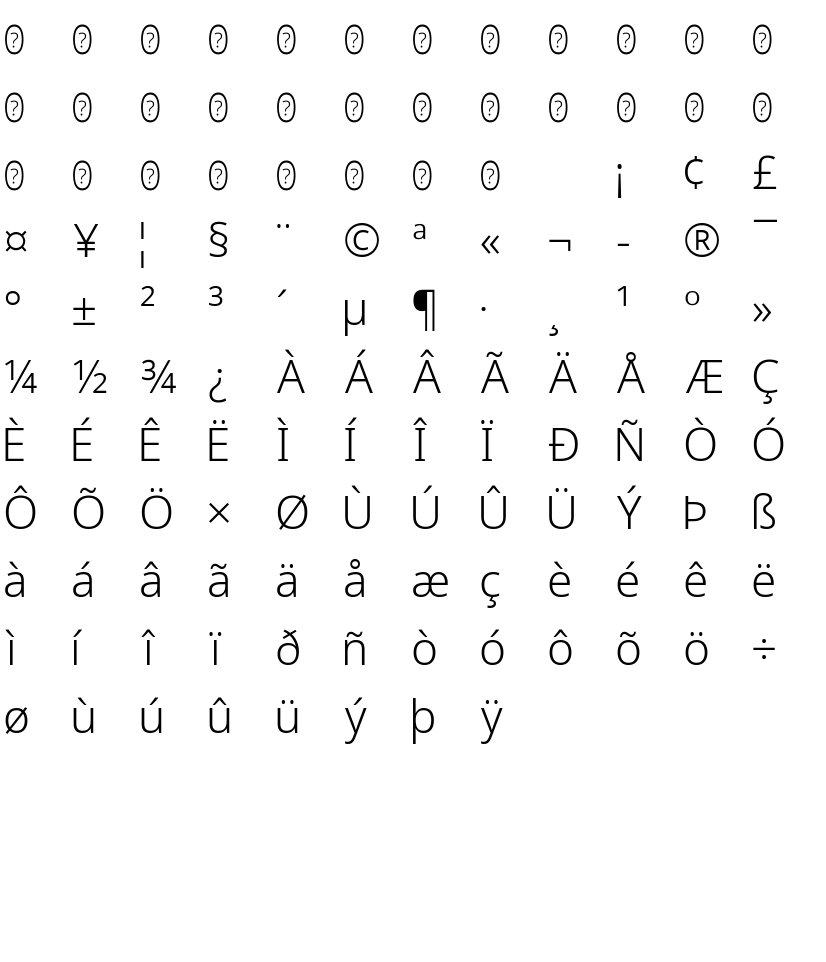 ¡ ¢ £
¤ ¥ ¦ § ¨ © ª « ¬ - ® ¯
° ± ² ³ ´ µ ¶ · ¸ ¹ º »
¼ ½ ¾ ¿ À Á Â Ã Ä Å Æ Ç
È É Ê Ë Ì Í Î Ï Ð Ñ Ò Ó
Ô Õ Ö × Ø Ù Ú Û Ü Ý Þ ß
à á â ã ä å æ ç è é ê ë
ì í î ï ð ñ ò ó ô õ ö ÷
ø ù ú û ü ý þ ÿ